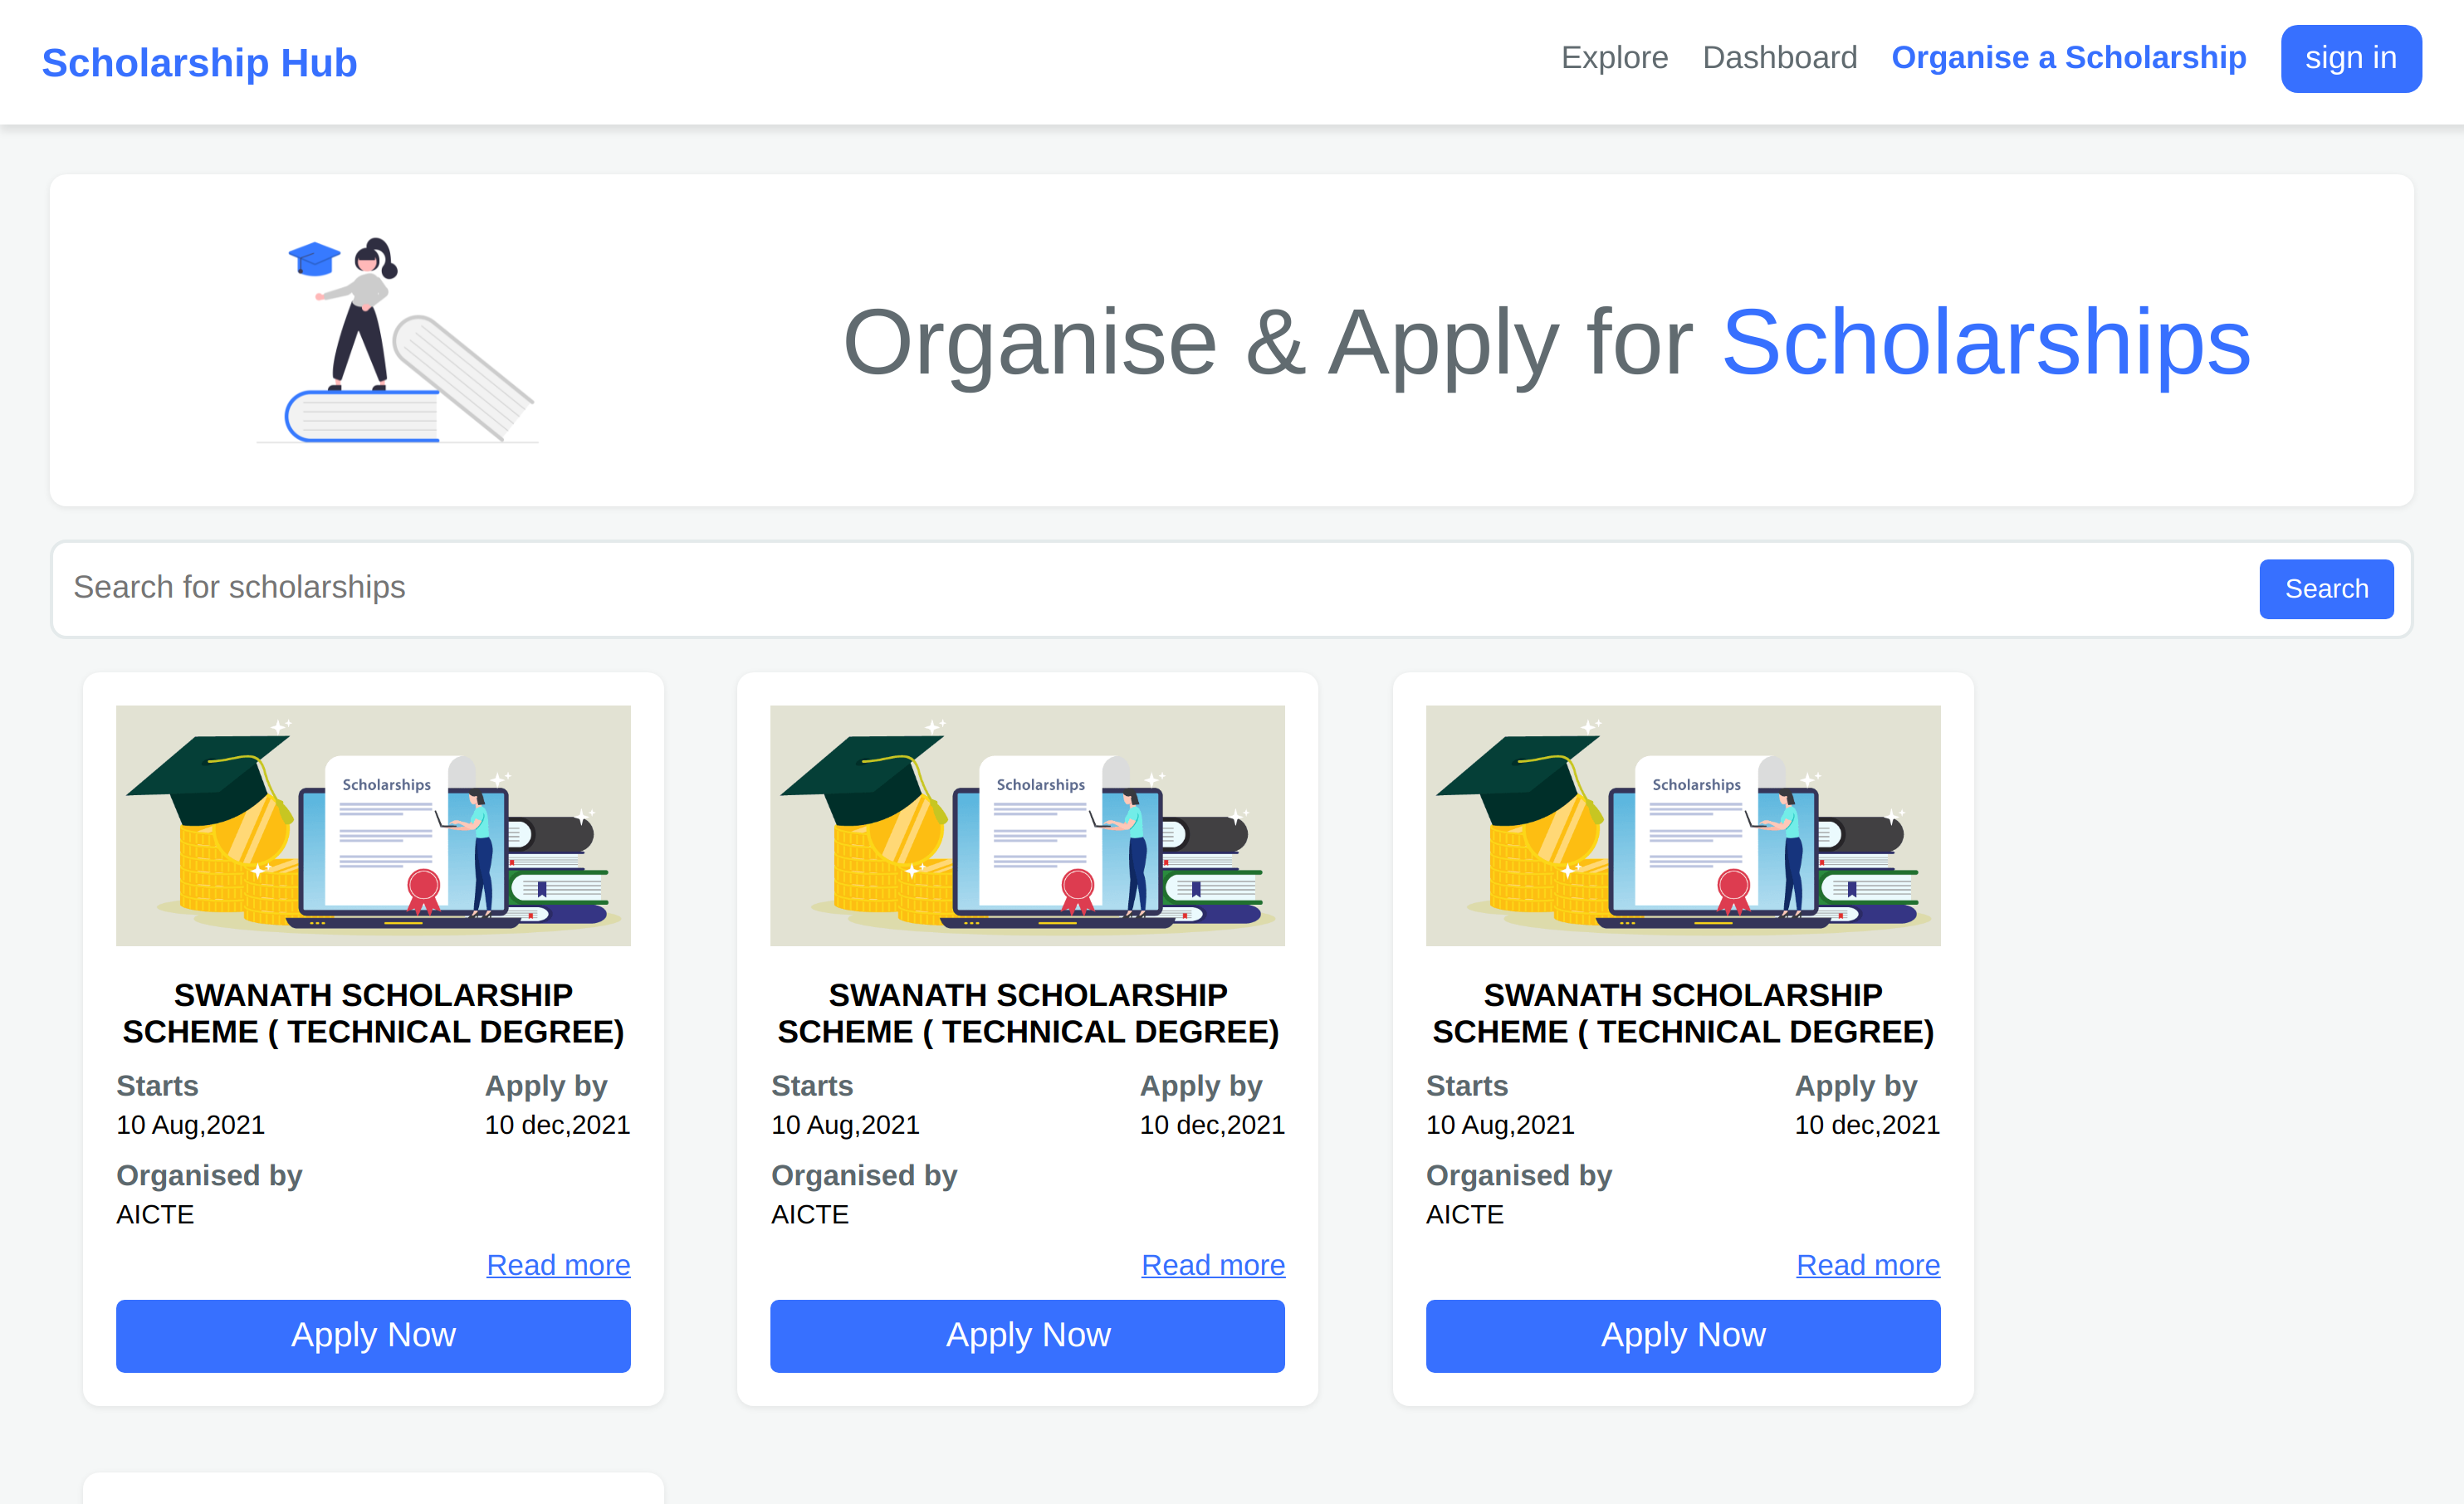 Scholarship Hub
Explore Dashboard Organise a Scholarship sign in
Organise & Apply for Scholarships
Search for scholarships
Search
Scholarships
SWANATH SCHOLARSHIP
SCHEME ( TECHNICAL DEGREE)
Starts Apply by
10 Aug,2021 10 dec,2021
Organised by
AICTE
Read more
Apply Now
Scholarships
SWANATH SCHOLARSHIP
SCHEME ( TECHNICAL DEGREE)
Starts Apply by
10 Aug,2021 10 dec,2021
Organised by
AICTE
Read more
Apply Now
Scholarships
SWANATH SCHOLARSHIP
SCHEME ( TECHNICAL DEGREE)
Starts Apply by
10 Aug,2021 10 dec,2021
Organised by
AICTE
Read more
Apply Now